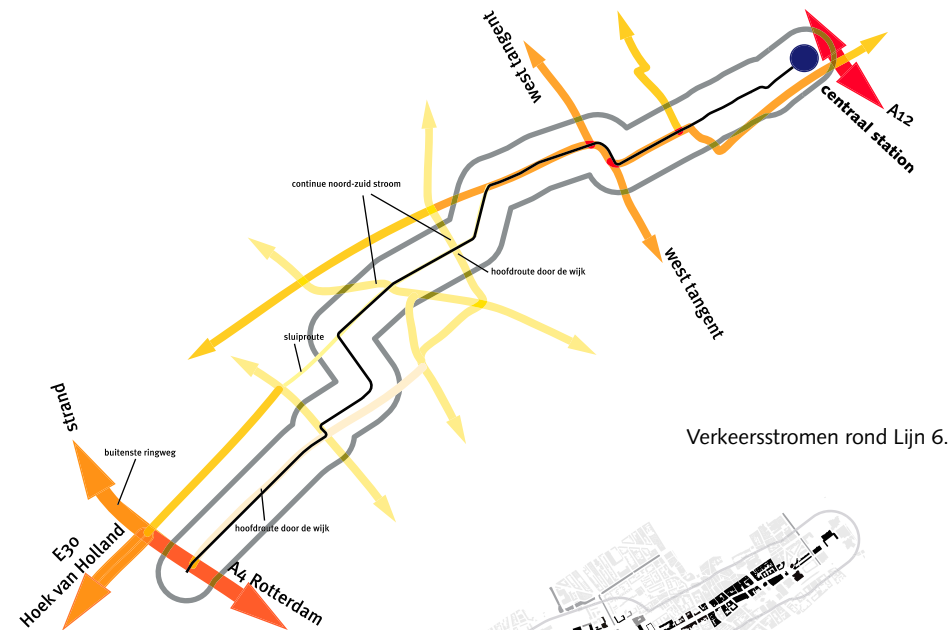 west tangent
A12
centraal station
continue noord-zuid stroom
hoofdroute door de wijk
west tangent
sluiproute
strand
buitenste ringweg
Verkeersstromen rond Lijn 6.
hoofdroute door de wijk
E30
Hoek van Holland
A4 Rotterdam